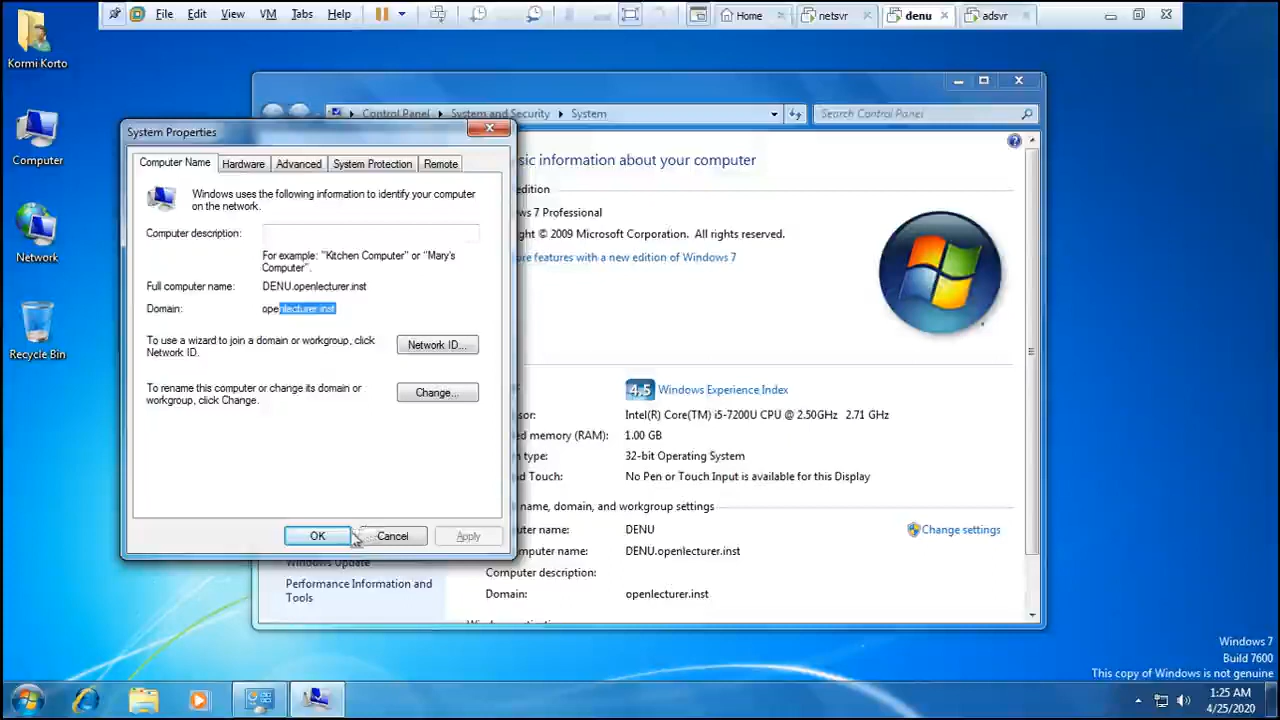 File Edit View VM Tabs Help Home netsvr denu adsvr
Kormi Korto
Computer
Network
Recycle Bin
Control Panel System and Security System Search Control Panel
System Properties
Computer Name Hardware Advanced System Protection Remote
Windows uses the following information to identify your computer
on the network.
Computer description:
For example: "Kitchen Computer" or "Mary's
Computer".
Full computer name: DENU.openlecturer.inst
Domain: openlecturer.inst
To use a wizard to join a domain or workgroup, click
Network ID.
Network ID...
To rename this computer or change its domain or
workgroup, click Change.
Change...
OK Cancel Apply
information about your computer
edition
7 Professional
© 2009 Microsoft Corporation. All rights reserved.
features with a new edition of Windows 7
4.5 Windows Experience Index
Intel(R) Core(TM) i5-7200U CPU @ 2.50GHz 2.71 GHz
memory (RAM): 1.00 GB
type: 32-bit Operating System
and Touch: No Pen or Touch Input is available for this Display
name, domain, and workgroup settings
name: DENU
Change settings
name: DENU.openlecturer.inst
Computer description:
Domain: openlecturer.inst
Windows Update
Performance Information and
Tools
Windows 7
Build 7600
This copy of Windows is not genuine
1:25 AM
4/25/2020